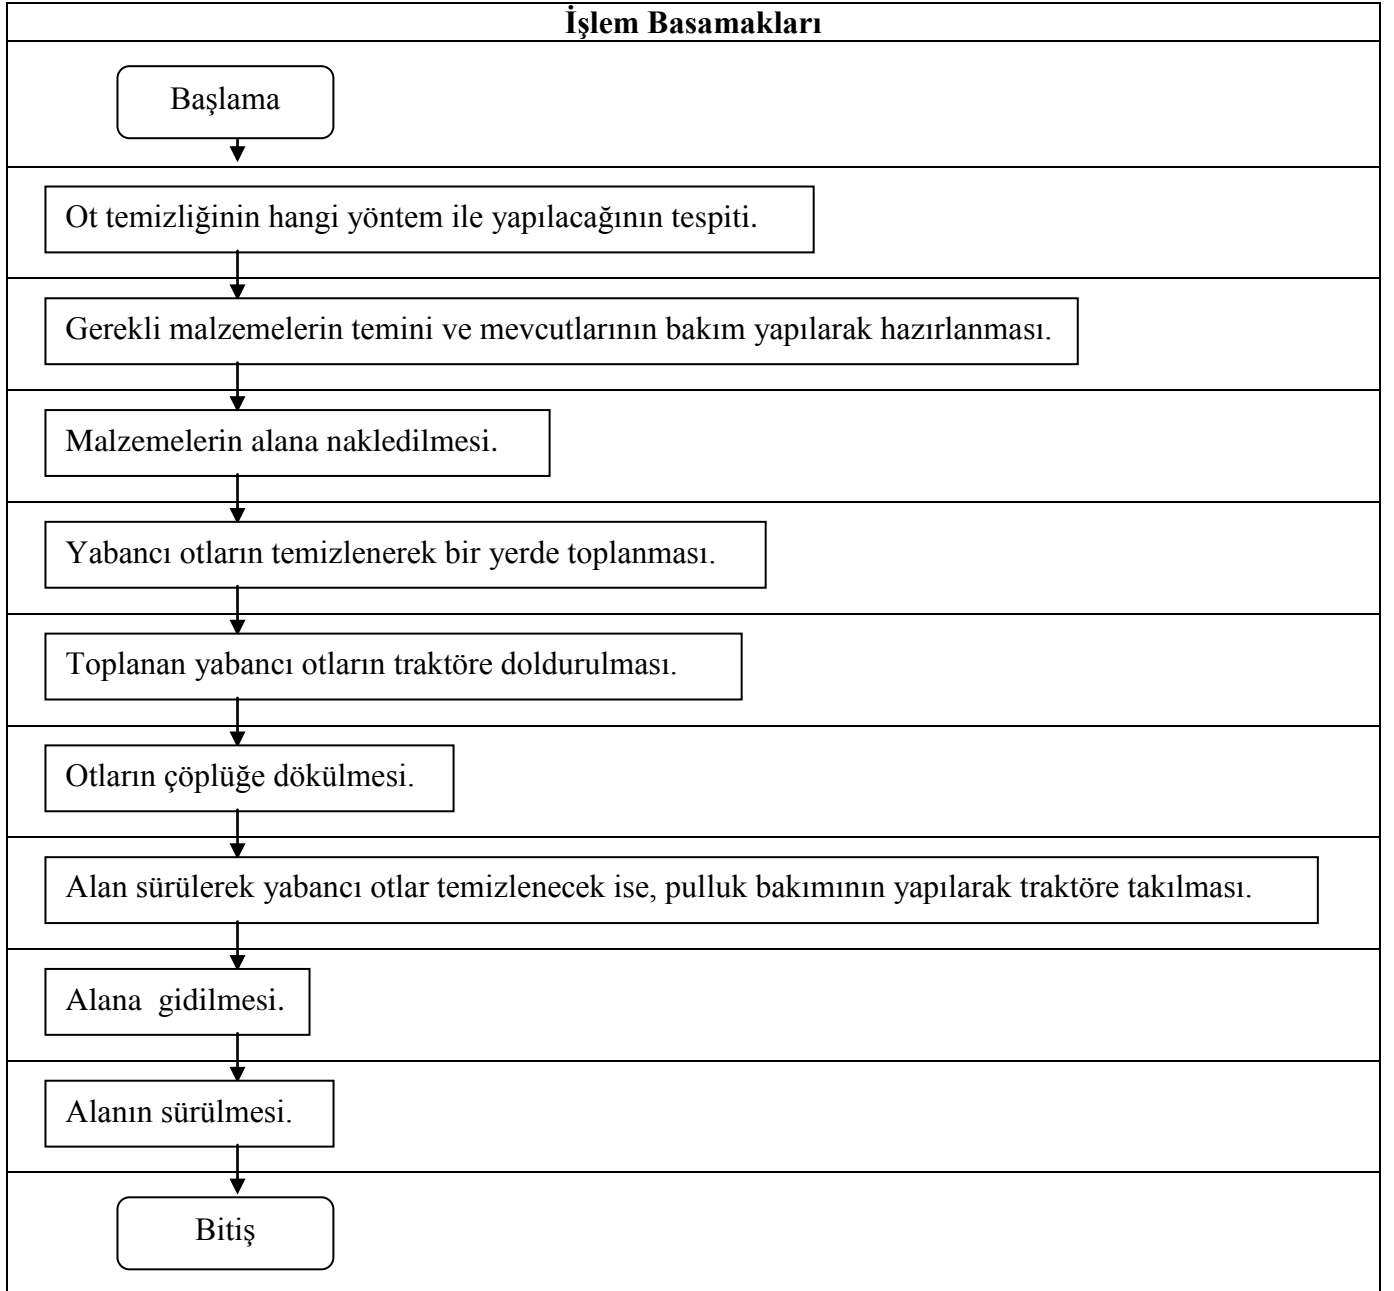 İşlem Basamakları
Başlama
Ot temizliğinin hangi yöntem ile yapılacağının tespiti.
Gerekli malzemelerin temini ve mevcutlarının bakım yapılarak hazırlanması.
Malzemelerin alana nakledilmesi.
Yabancı otların temizlenerek bir yerde toplanması.
Toplanan yabancı otların traktöre doldurulması.
Otların çöplüğe dökülmesi.
Alan sürülerek yabancı otlar temizlenecek ise, pulluk bakımının yapılarak traktöre takılması.
Alana  gidilmesi.
Alanın sürülmesi.
Bitiş